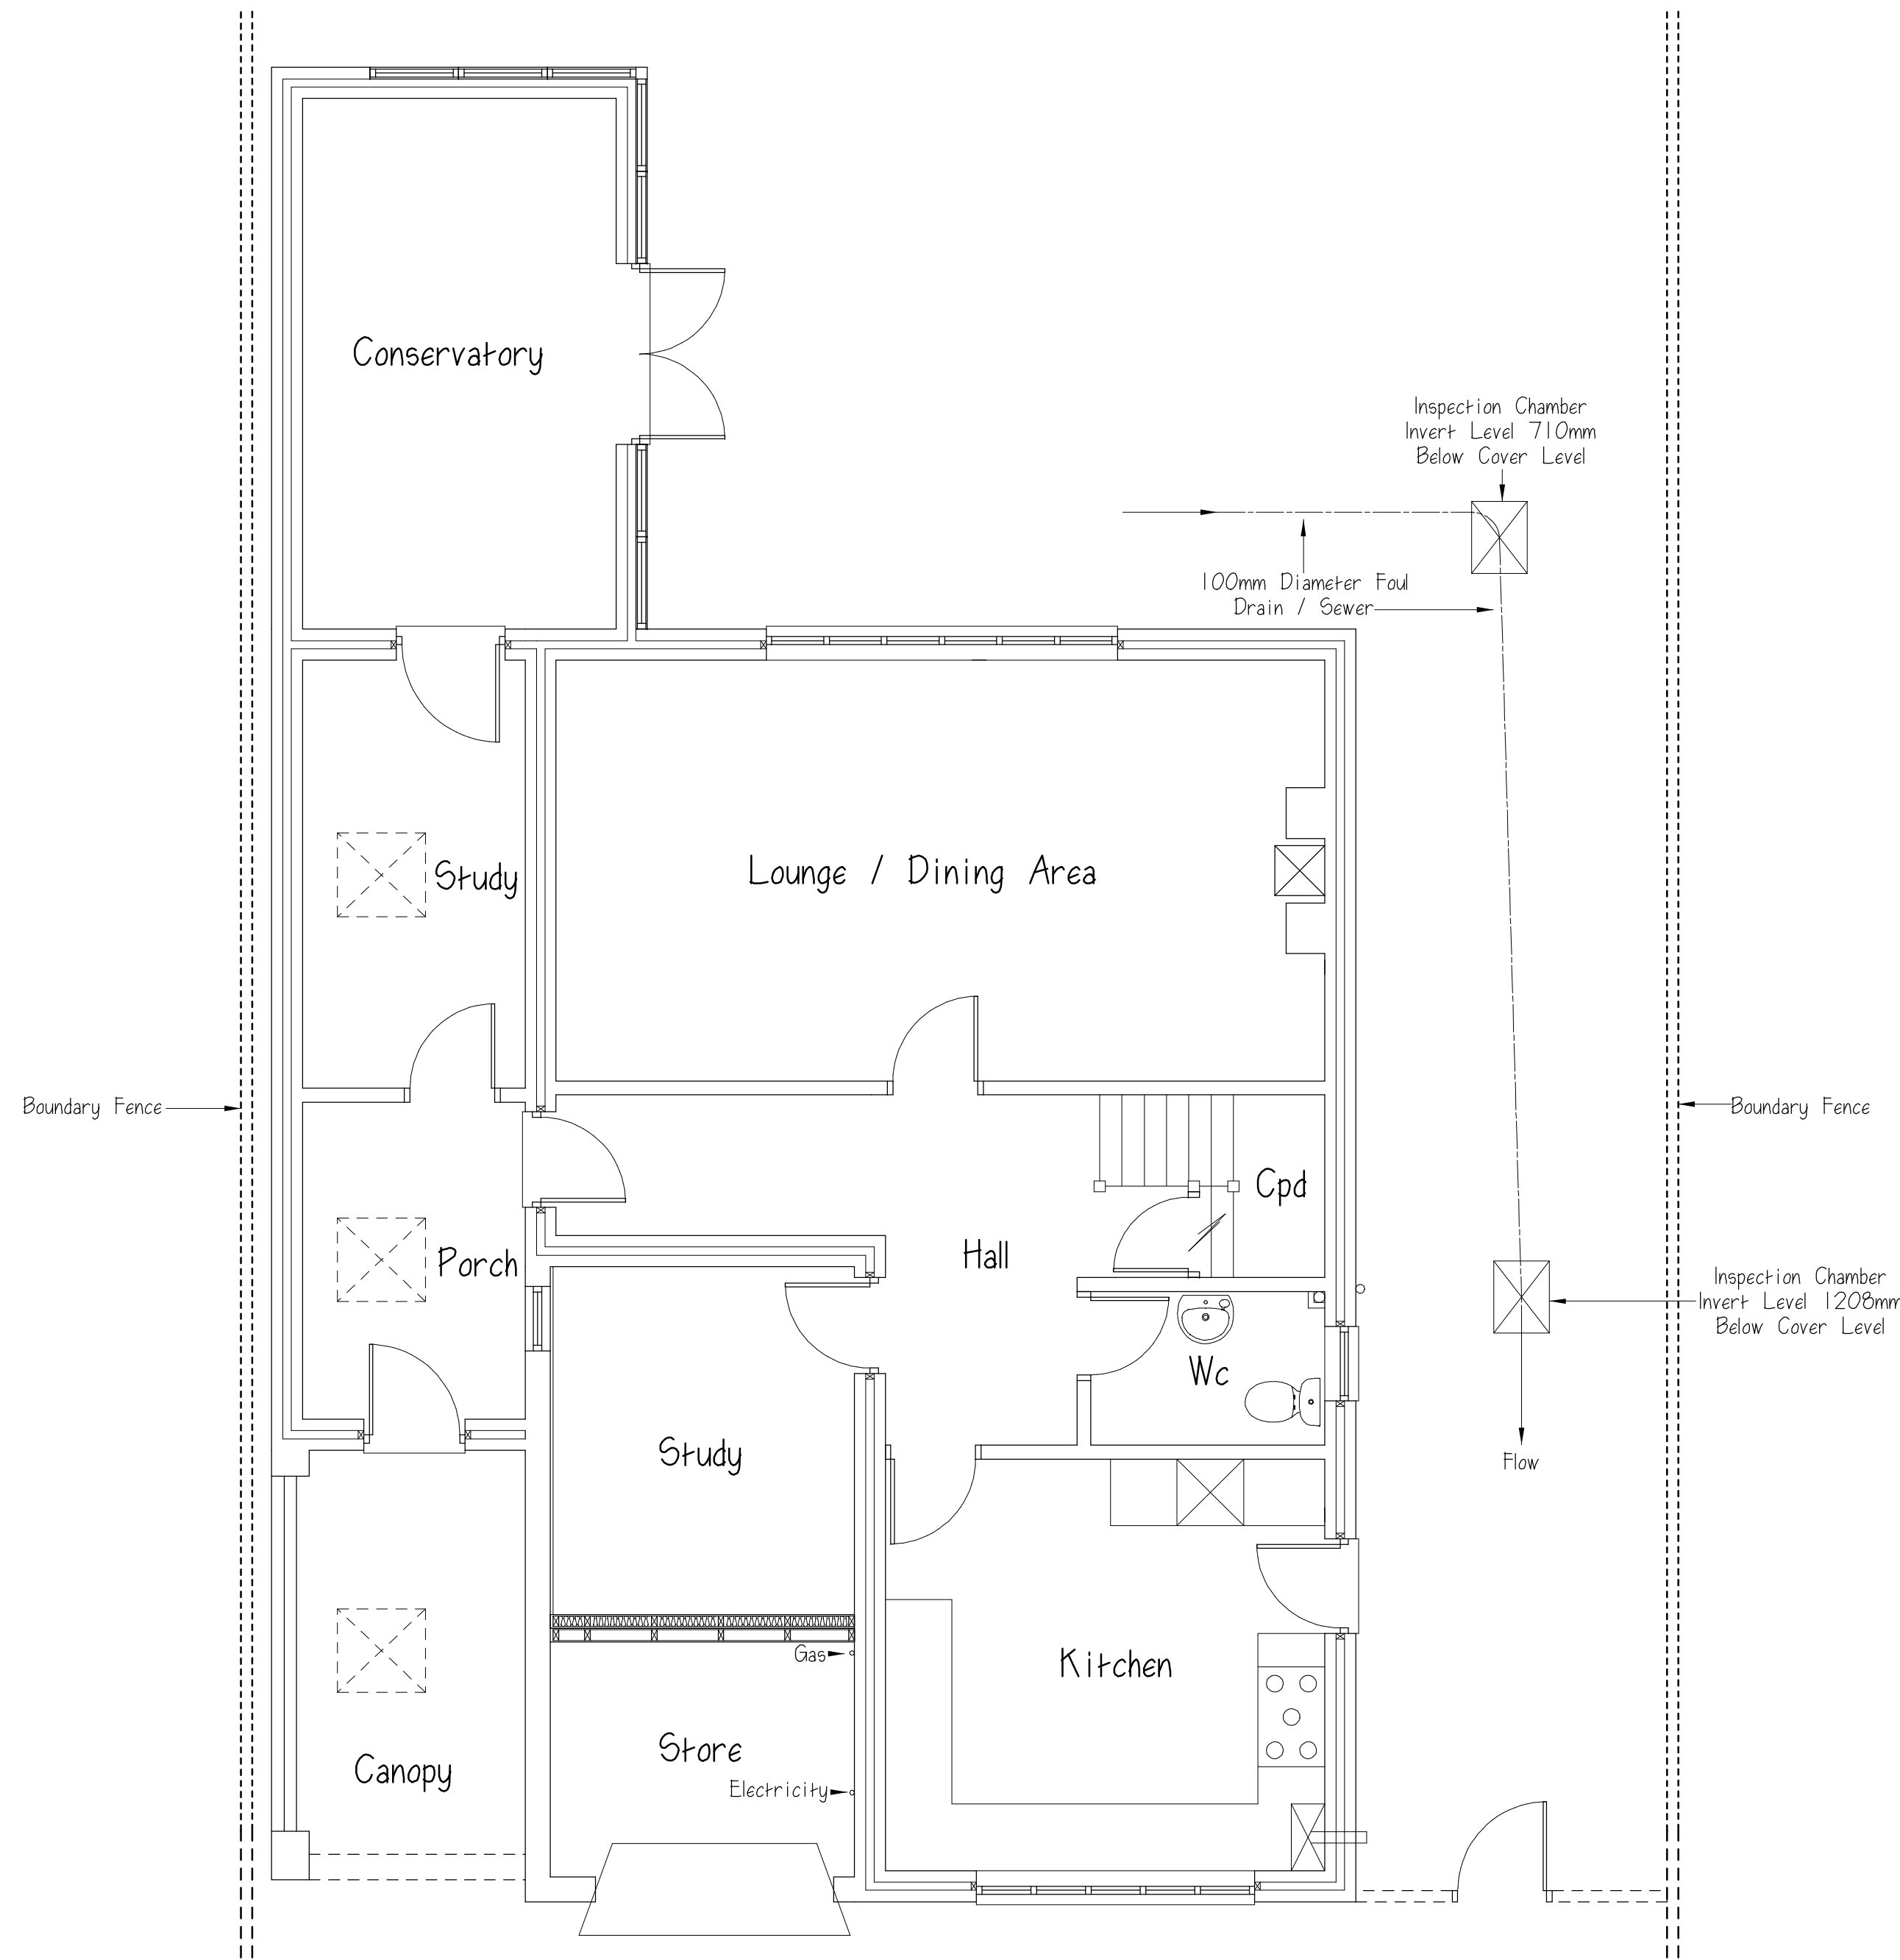 Conservatory
Inspection Chamber
Invert Level 710mm
Below Cover Level
100mm Diameter Foul
Drain / Sewer
Study
Lounge / Dining Area
Boundary Fence
Boundary Fence
Cpd
Hall
Porch
Inspection Chamber
Invert Level 1208mm
Below Cover Level
Wc
Study
Flow
Gas
Kitchen
Store
Canopy
Electricity